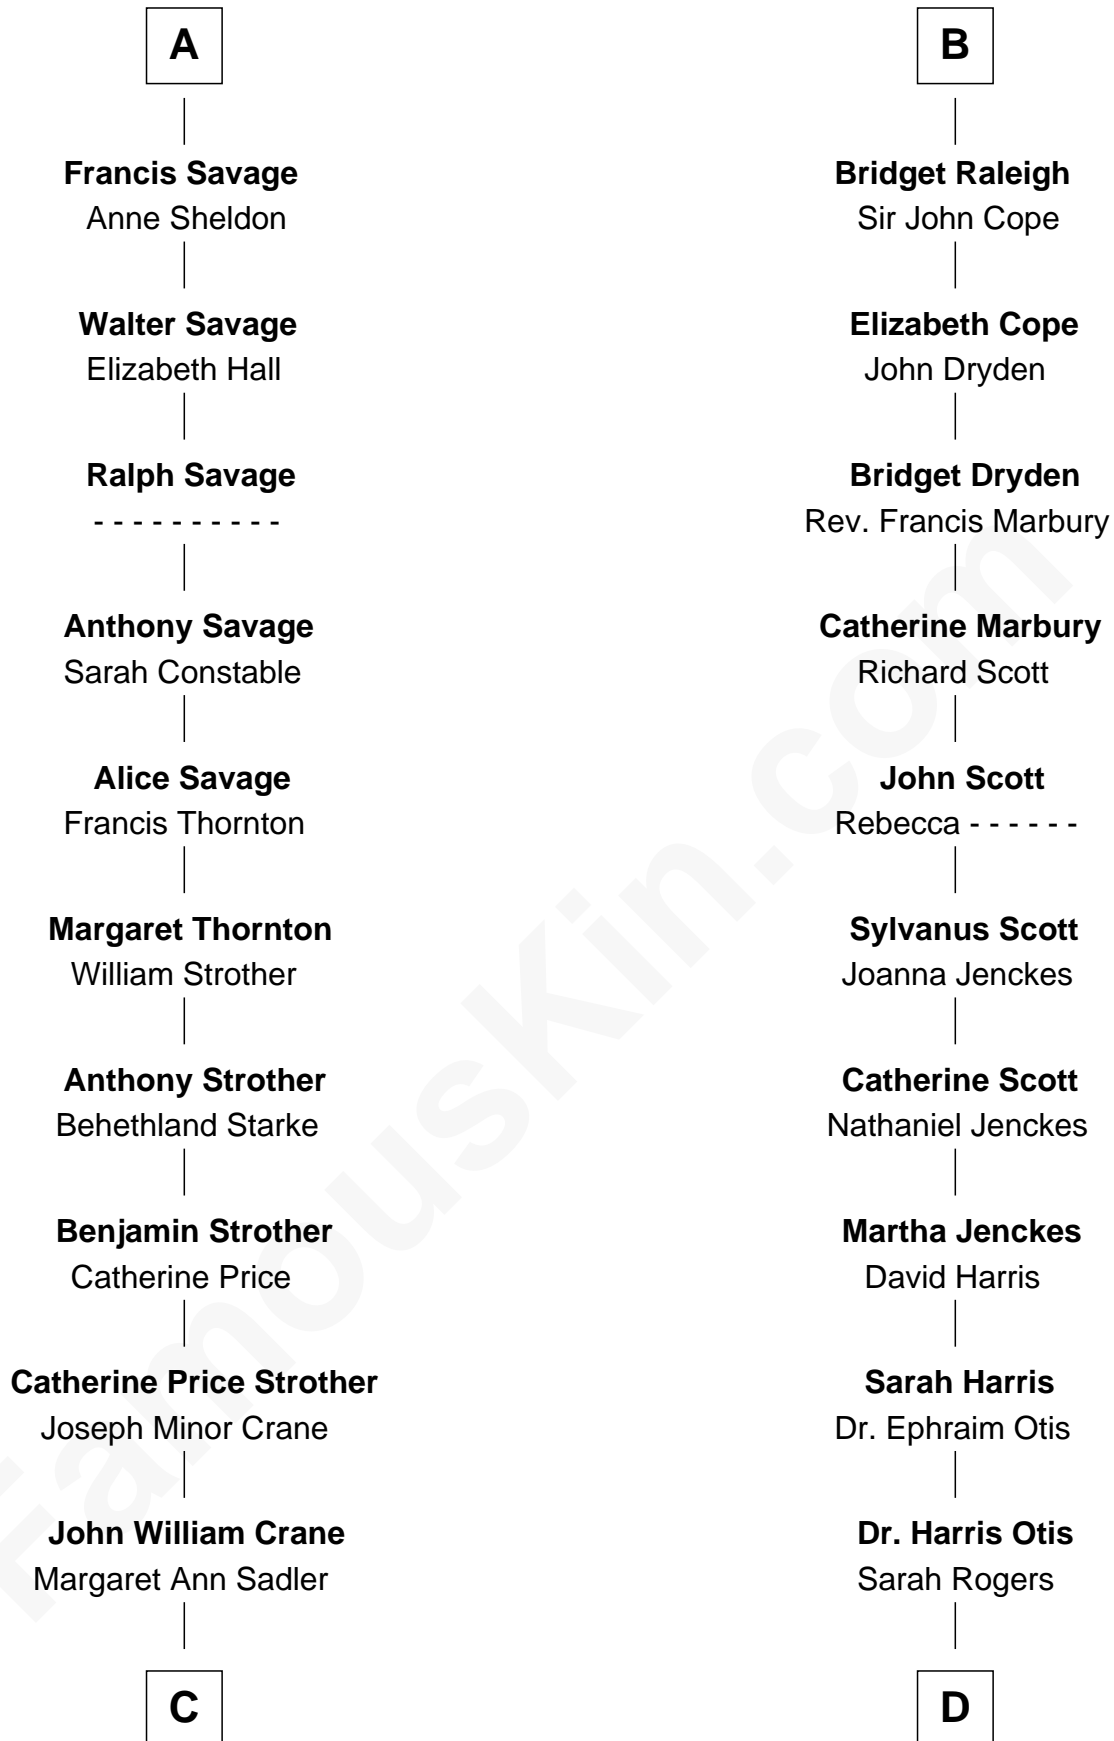 A
Francis Savage
Anne Sheldon
Walter Savage
Elizabeth Hall
Ralph Savage
- - - - - - - - - -
Anthony Savage
Sarah Constable
Alice Savage
Francis Thornton
Margaret Thornton
William Strother
Anthony Strother
Behethland Starke
Benjamin Strother
Catherine Price
Catherine Price Strother
Joseph Minor Crane
John William Crane
Margaret Ann Sadler
C
B
Bridget Raleigh
Sir John Cope
Elizabeth Cope
John Dryden
Bridget Dryden
Rev. Francis Marbury
Catherine Marbury
Richard Scott
John Scott
Rebecca - - - - - -
Sylvanus Scott
Joanna Jenckes
Catherine Scott
Nathaniel Jenckes
Martha Jenckes
David Harris
Sarah Harris
Dr. Ephraim Otis
Dr. Harris Otis
Sarah Rogers
D
FamousKin.com